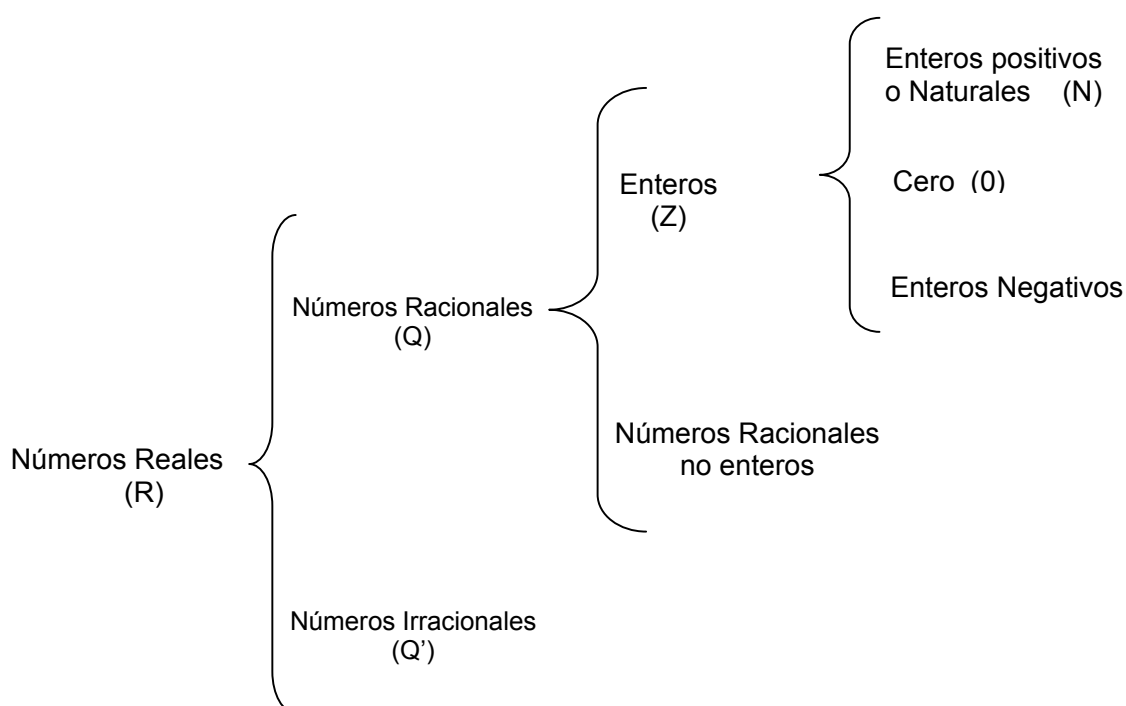 Enteros positivos
o Naturales (N)
Enteros
(Z)
Cero (0)
Números Racionales
(Q)
Enteros Negativos
Números Reales
(R)
Números Racionales
no enteros
Números Irracionales
(Q’)